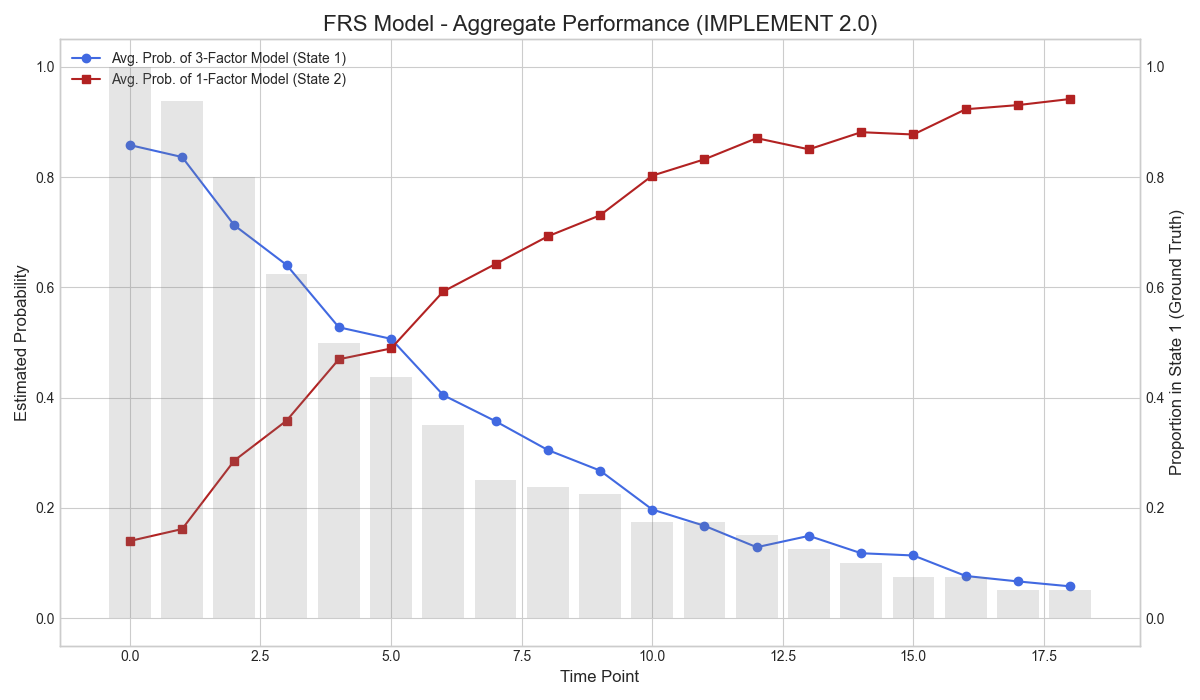 FRS Model - Aggregate Performance (IMPLEMENT 2.0)
Avg. Prob. of 3-Factor Model (State 1)
Avg. Prob. of 1-Factor Model (State 2)
Estimated Probability
1.0
0.8
0.6
0.4
0.2
0.0
1.0
0.8
0.6
0.4
0.2
0.0
Proportion in State 1 (Ground Truth)
0.0 2.5 5.0 7.5 10.0 12.5 15.0 17.5
Time Point